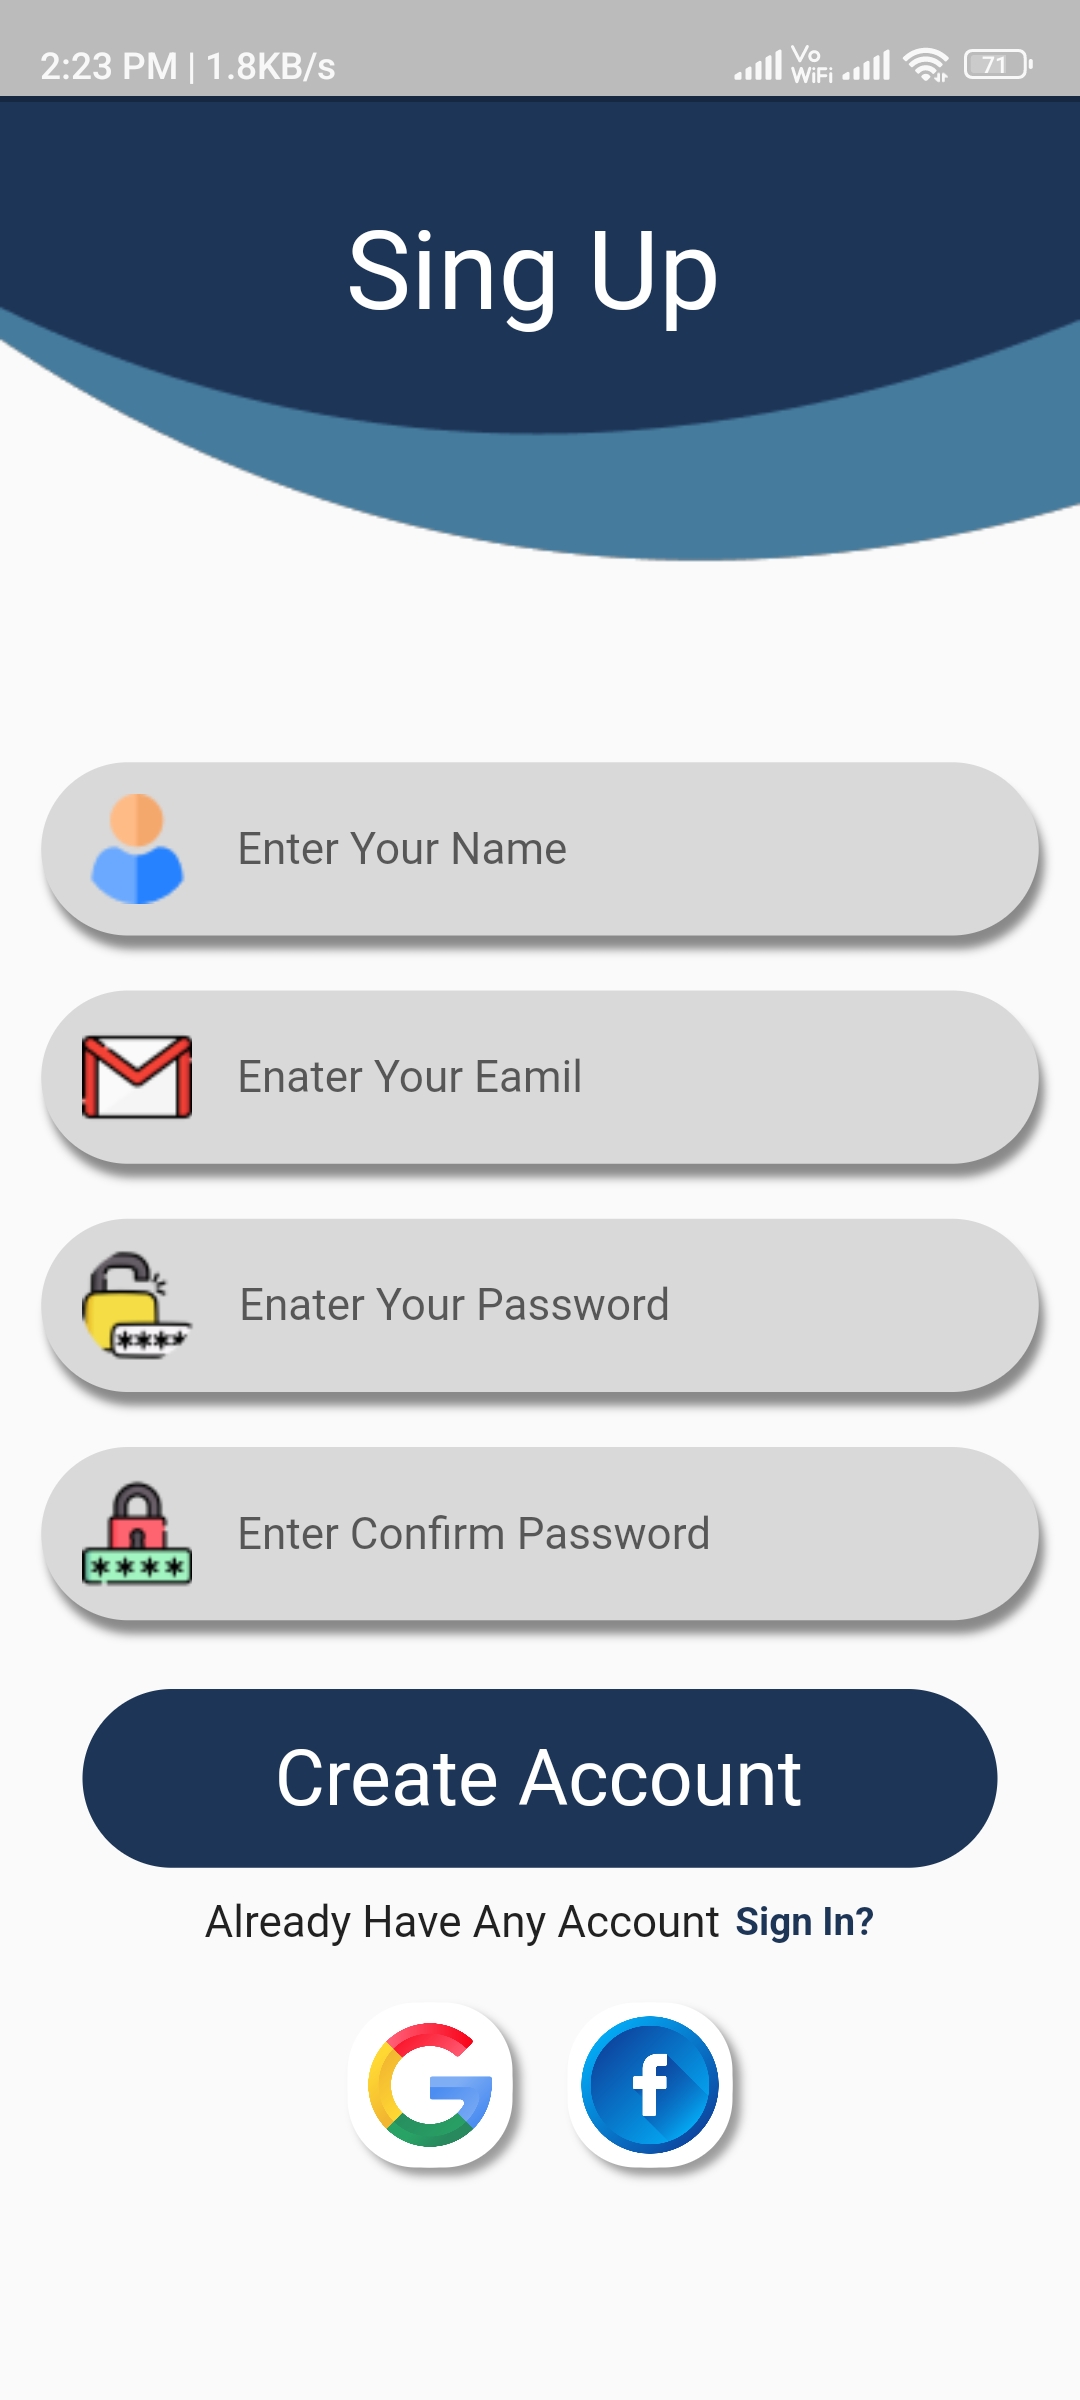 2:23 PM | 1.8KB/s Vo WiFi 71
Sing Up
Enter Your Name
Enater Your Eamil
Enater Your Password
Enter Confirm Password
Create Account
Already Have Any Account Sign In?